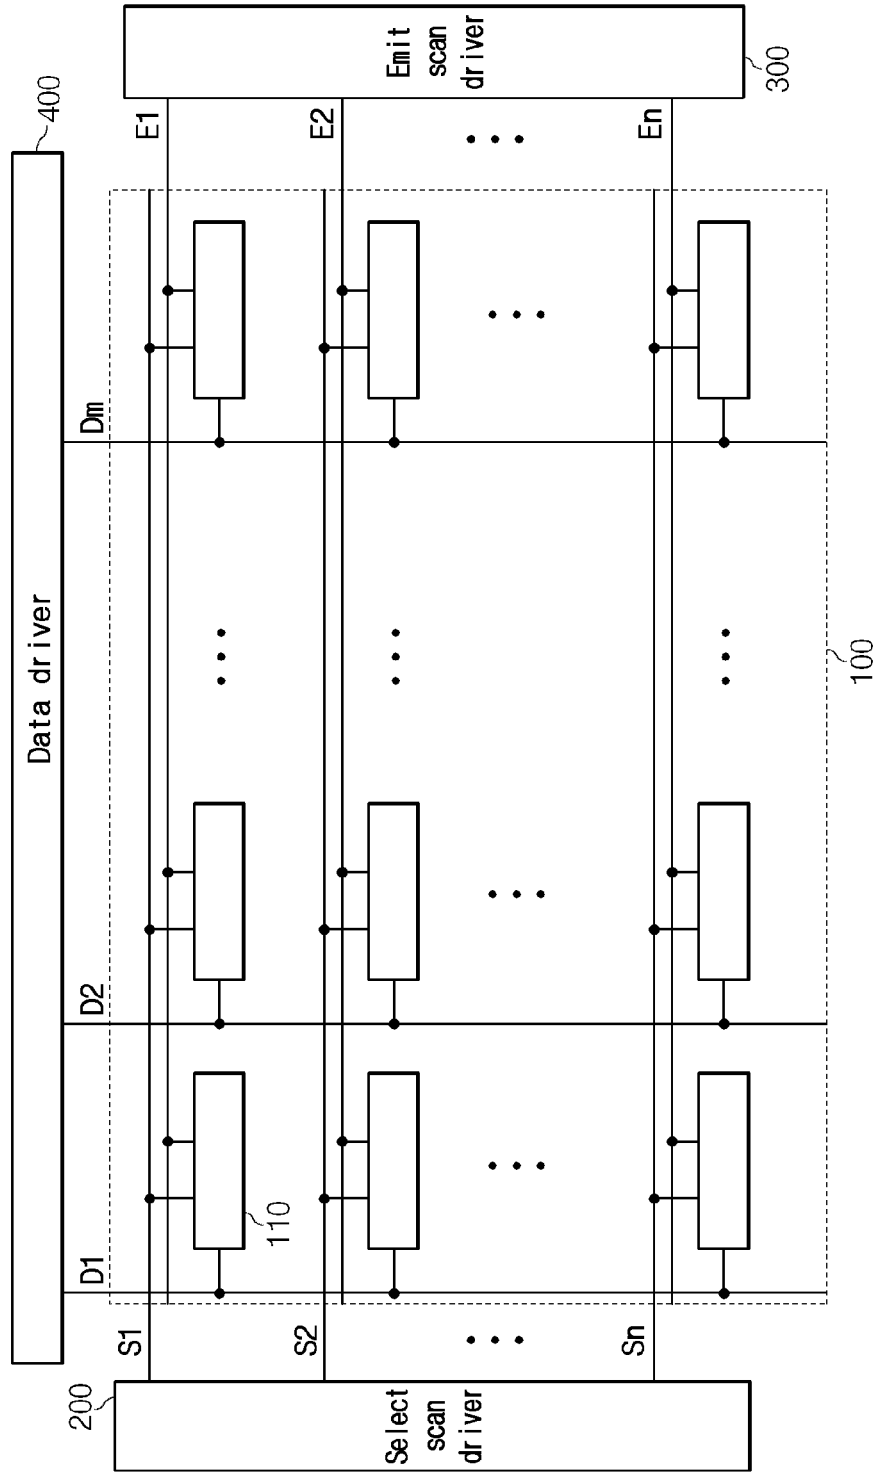 400
Data driver
D1
D2
Dm
200
Select
scan
driver
S1
S2
Sn
E1
E2
En
Emit
scan
driver
300
110
100